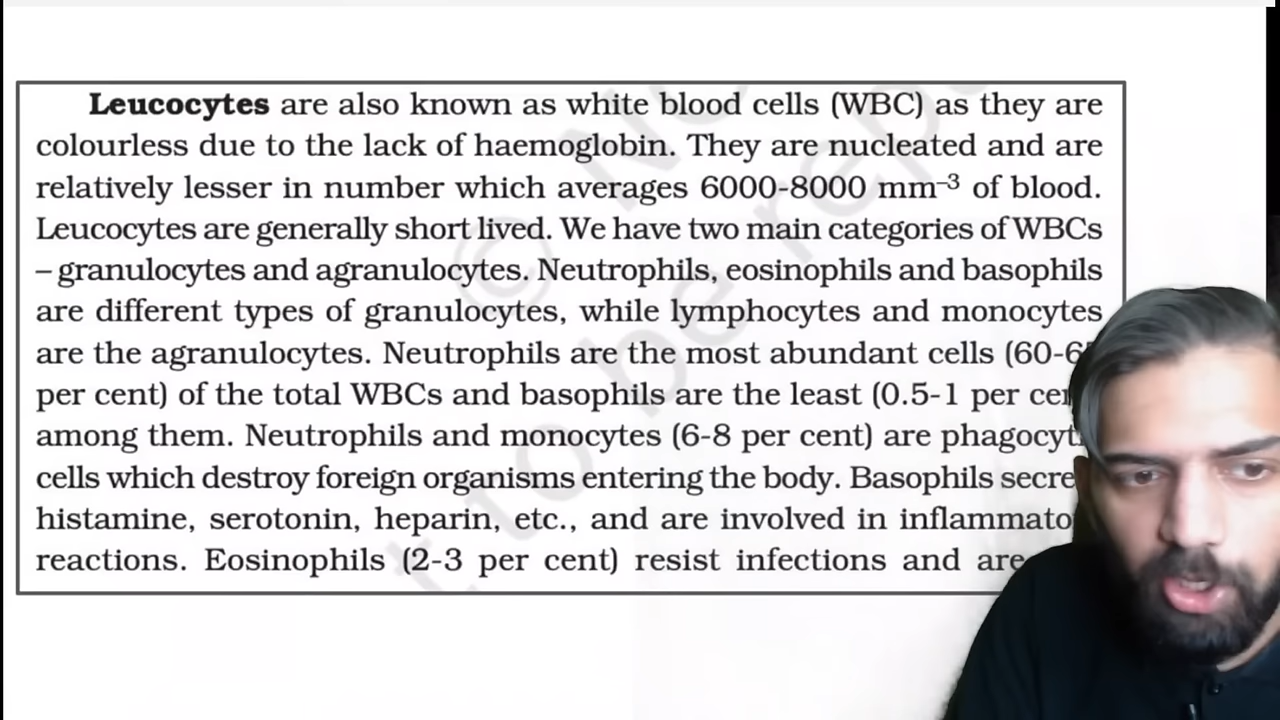 Leucocytes are also known as white blood cells (WBC) as they are
colourless due to the lack of haemoglobin. They are nucleated and are
relatively lesser in number which averages 6000-8000 mm–3 of blood.
Leucocytes are generally short lived. We have two main categories of WBCs
– granulocytes and agranulocytes. Neutrophils, eosinophils and basophils
are different types of granulocytes, while lymphocytes and monocytes
are the agranulocytes. Neutrophils are the most abundant cells
per cent) of the total WBCs and basophils are the least (0.5-1 per
among them. Neutrophils and monocytes (6-8 per cent) are
cells which destroy foreign organisms entering the body. Basophils
histamine, serotonin, heparin, etc., and are involved in
reactions. Eosinophils (2-3 per cent) resist infections and are